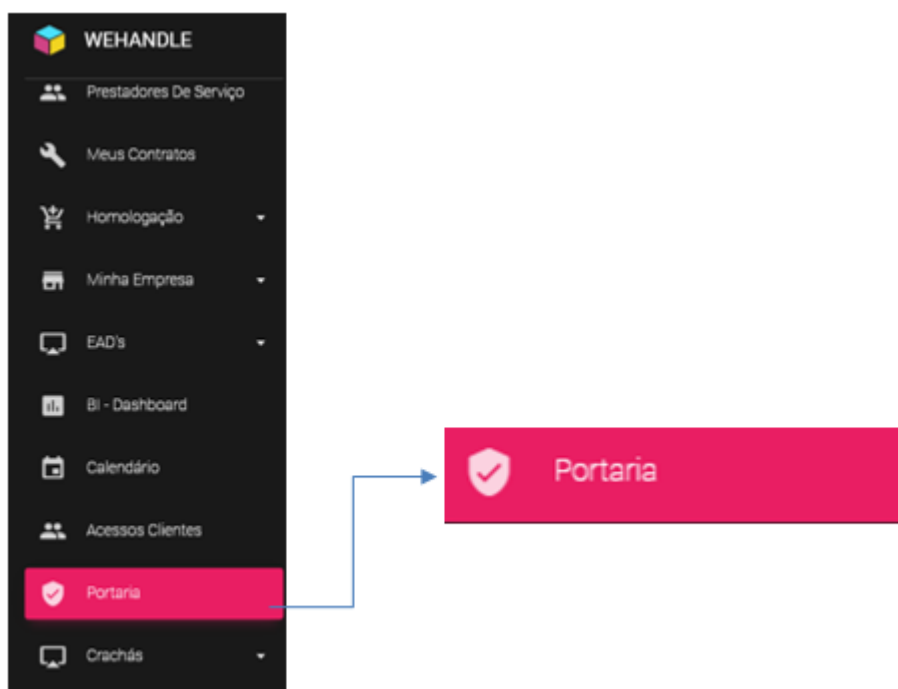 WEHANDLE
Prestadores De Serviço
Meus Contratos
Homologação
Minha Empresa
EAD's
BI - Dashboard
Calendário
Acessos Clientes
Portaria
Crachás
Portaria